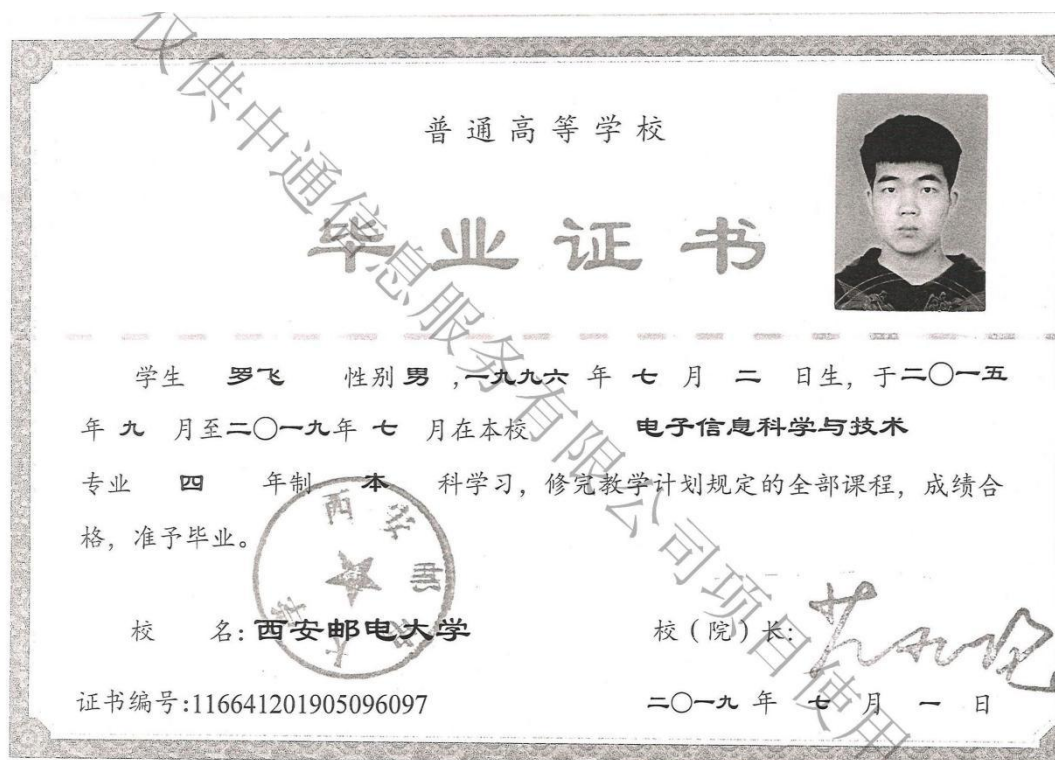 普通高等学校
毕业证书
学生 罗飞 性别 男 ,一九九六 年 七 月 二 日生，于二〇一五
年 九 月至二〇一九年 七 月在本校 电子信息科学与技术
专业 四 年制 本 科学习，修完教学计划规定的全部课程，成绩合
格，准予毕业。
西安邮电大学
校 名:西安邮电大学 校（院）长:
证书编号:116641201905096097 二〇一九 年 七 月 一 日
仅供中通信息服务有限公司项目使用